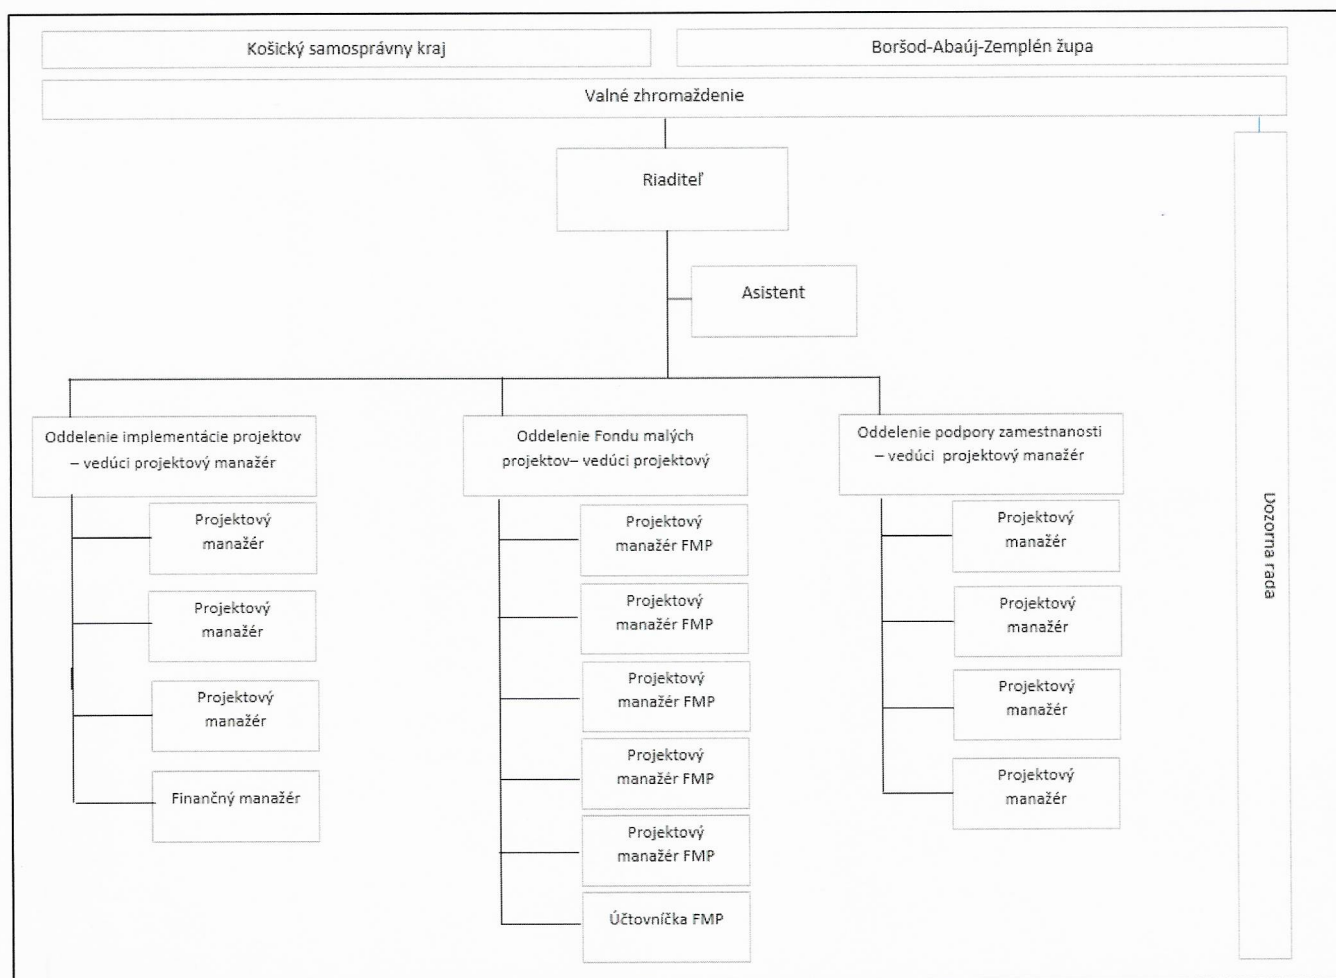 Košický samosprávny kraj
Boršod-Abaúj-Zemplén župa
Valné zhromaždenie
Riaditeľ
Asistent
Oddelenie implementácie projektov
– vedúci projektový manažér
Projektový
manažér
Projektový
manažér
Projektový
manažér
Finančný manažér
Oddelenie Fondu malých
projektov– vedúci projektový
Projektový
manažér FMP
Projektový
manažér FMP
Projektový
manažér FMP
Projektový
manažér FMP
Projektový
manažér FMP
Účtovníčka FMP
Oddelenie podpory zamestnanosti
– vedúci projektový manažér
Projektový
manažér
Projektový
manažér
Projektový
manažér
Projektový
manažér
Dozorna rada